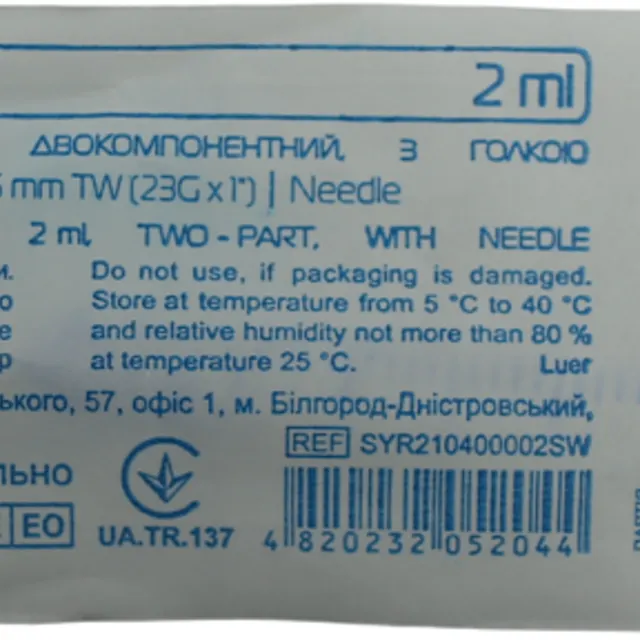 2 ml
ДВОКОМПОНЕНТНИЙ, З ГОЛКОЮ
mm TW (23G x 1") | Needle
2 ml, TWO - PART, WITH NEEDLE
Do not use, if packaging is damaged.
Store at temperature from 5 °C to 40 °C
and relative humidity not more than 80 %
at temperature 25 °C. Luer
ького, 57, офіс 1, м. Білгород-Дністровський,
REF SYR210400002SW
ЛЬНО
EO UA.TR.137 4 820232 052044